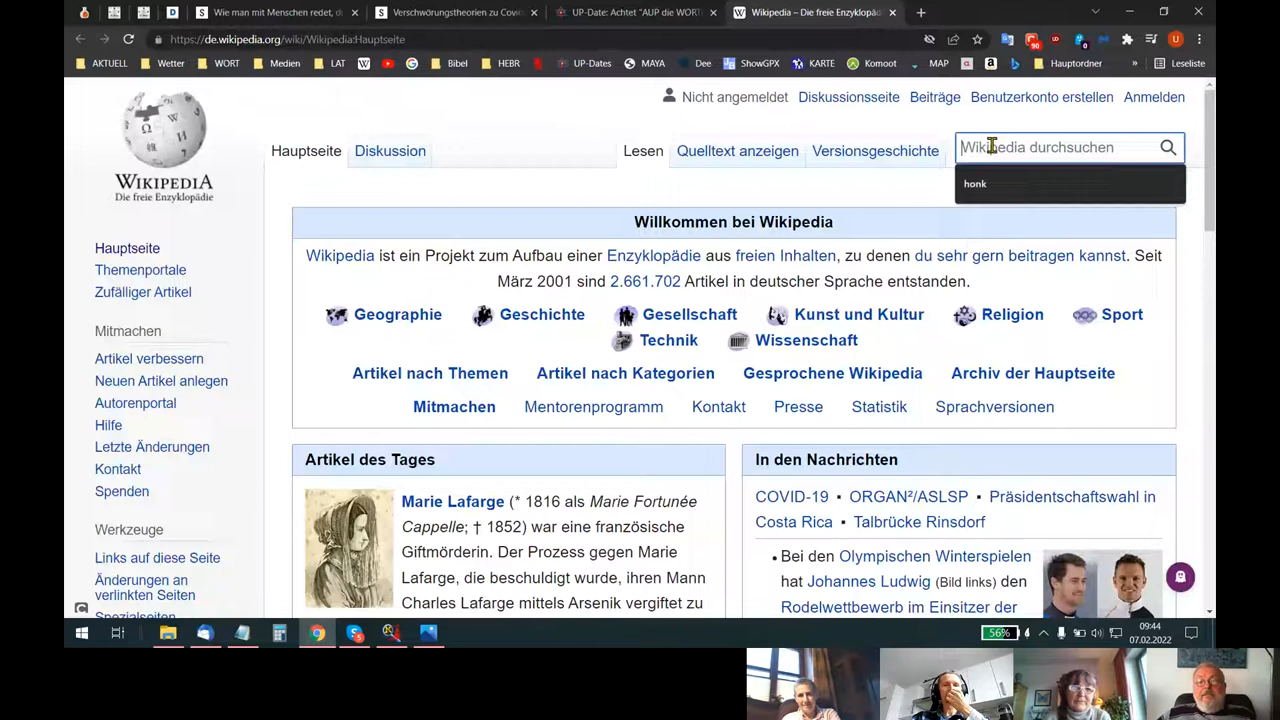 Wie man mit Menschen redet, d
Verschwörungstheorien zu Covi
UP-Date: Achtet "AUP die WORT
Wikipedia – Die freie Enzyklopä
https://de.wikipedia.org/wiki/Wikipedia:Hauptseite
90
0
U
AKTUELL
Wetter
WORT
Medien
LAT
Bibel
HEBR
UP-Dates
MAYA
Dee
ShowGPX
KARTE
Komoot
MAP
Hauptordner
»
Leseliste
WIKIPEDIA
Die freie Enzyklopädie
Nicht angemeldet Diskussionsseite Beiträge Benutzerkonto erstellen Anmelden
Hauptseite Diskussion Lesen Quelltext anzeigen Versionsgeschichte
Wikipedia durchsuchen
honk
Hauptseite
Themenportale
Zufälliger Artikel
Mitmachen
Artikel verbessern
Neuen Artikel anlegen
Autorenportal
Hilfe
Letzte Änderungen
Kontakt
Spenden
Werkzeuge
Links auf diese Seite
Änderungen an
verlinkten Seiten
Spezialseiten
Willkommen bei Wikipedia
Wikipedia ist ein Projekt zum Aufbau einer Enzyklopädie aus freien Inhalten, zu denen du sehr gern beitragen kannst. Seit
März 2001 sind 2.661.702 Artikel in deutscher Sprache entstanden.
Geographie Geschichte Gesellschaft Kunst und Kultur Religion Sport
Technik Wissenschaft
Artikel nach Themen Artikel nach Kategorien Gesprochene Wikipedia Archiv der Hauptseite
Mitmachen Mentorenprogramm Kontakt Presse Statistik Sprachversionen
Artikel des Tages
Marie Lafarge (* 1816 als Marie Fortunée
Cappelle; † 1852) war eine französische
Giftmörderin. Der Prozess gegen Marie
Lafarge, die beschuldigt wurde, ihren Mann
Charles Lafarge mittels Arsenik vergiftet zu
In den Nachrichten
COVID-19 ▪ ORGAN²/ASLSP ▪ Präsidentschaftswahl in
Costa Rica ▪ Talbrücke Rinsdorf
• Bei den Olympischen Winterspielen
hat Johannes Ludwig (Bild links) den
Rodelwettbewerb im Einsitzer der
56%
09:44
07.02.2022